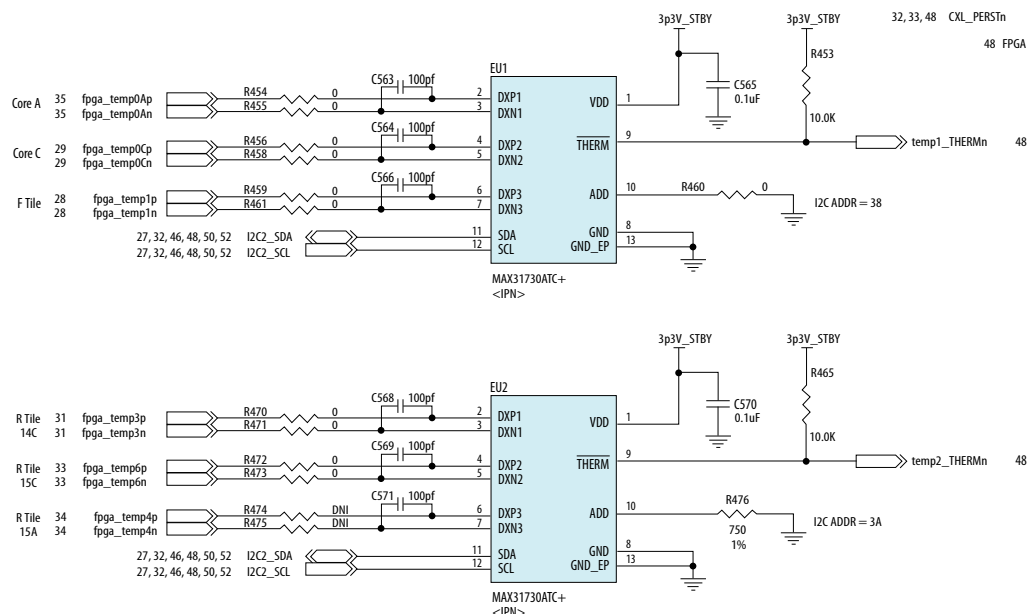 3p3V_STBY 3p3V_STBY 32, 33, 48 CXL_PERSTn
48 FPGA
R453
EU1
C563 100pf
C565
0.1uF
Core A 35 fpga_temp0Ap R454 0 2 DXP1 VDD 1
35 fpga_temp0An R455 0 3 DXN1
10.0K
C564 100pf
Core C 29 fpga_temp0Cp R456 0 4 DXP2 THERM 9 temp1_THERMn 48
29 fpga_temp0Cn R458 0 5 DXN2
C566 100pf
F Tile 28 fpga_temp1p R459 0 6 DXP3 ADD 10 R460 0
28 fpga_temp1n R461 0 7 DXN3
I2C ADDR = 38
27, 32, 46, 48, 50, 52 I2C2_SDA 11 SDA GND 8
27, 32, 46, 48, 50, 52 I2C2_SCL 12 SCL GND_EP 13
MAX31730ATC+
<IPN>
3p3V_STBY 3p3V_STBY
R465
EU2
C568 100pf
C570
0.1uF
R Tile 31 fpga_temp3p R470 0 2 DXP1 VDD 1
14C 31 fpga_temp3n R471 0 3 DXN1
10.0K
C569 100pf
R Tile 33 fpga_temp6p R472 0 4 DXP2 THERM 9 temp2_THERMn 48
15C 33 fpga_temp6n R473 0 5 DXN2
C571 100pf
R476
R Tile 34 fpga_temp4p R474 DNI 6 DXP3 ADD 10
15A 34 fpga_temp4n R475 DNI 7 DXN3
750
1%
I2C ADDR = 3A
27, 32, 46, 48, 50, 52 I2C2_SDA 11 SDA GND 8
27, 32, 46, 48, 50, 52 I2C2_SCL 12 SCL GND_EP 13
MAX31730ATC+
<IPN>